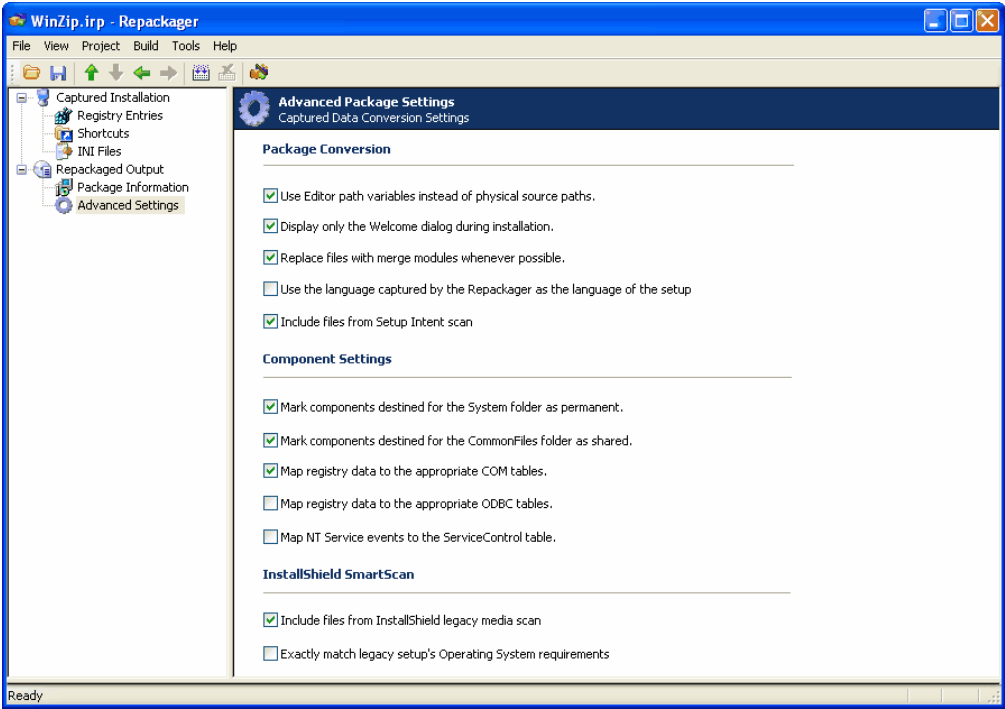 WinZip.irp - Repackager
File View Project Build Tools Help
Captured Installation
Registry Entries
Shortcuts
INI Files
Repackaged Output
Package Information
Advanced Settings
Advanced Package Settings
Captured Data Conversion Settings
Package Conversion
Use Editor path variables instead of physical source paths.
Display only the Welcome dialog during installation.
Replace files with merge modules whenever possible.
Use the language captured by the Repackager as the language of the setup
Include files from Setup Intent scan
Component Settings
Mark components destined for the System folder as permanent.
Mark components destined for the CommonFiles folder as shared.
Map registry data to the appropriate COM tables.
Map registry data to the appropriate ODBC tables.
Map NT Service events to the ServiceControl table.
InstallShield SmartScan
Include files from InstallShield legacy media scan
Exactly match legacy setup's Operating System requirements
Ready